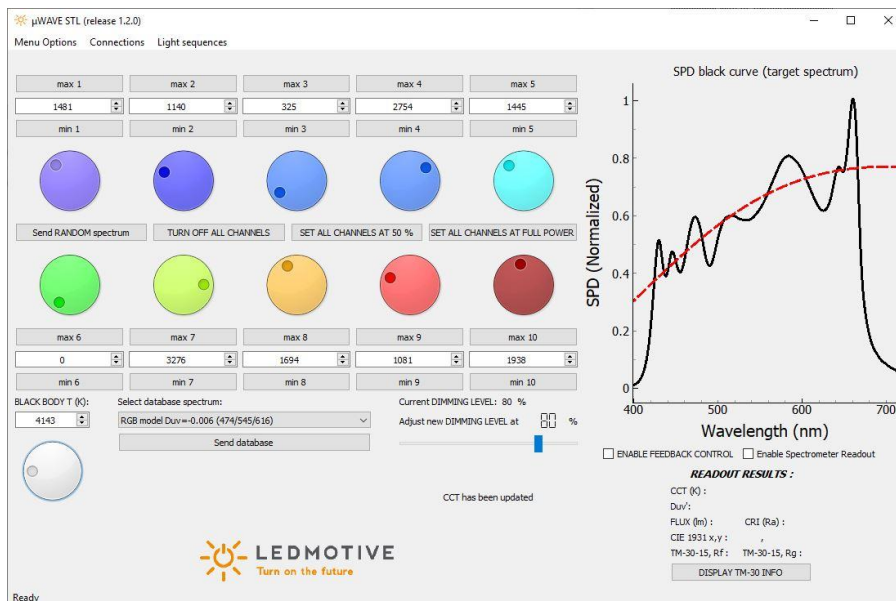 µWAVE STL (release 1.2.0)
Menu Options Connections Light sequences
max 1 max 2 max 3 max 4 max 5
1481 1140 325 2754 1445
min 1 min 2 min 3 min 4 min 5
Send RANDOM spectrum TURN OFF ALL CHANNELS SET ALL CHANNELS AT 50 % SET ALL CHANNELS AT FULL POWER
max 6 max 7 max 8 max 9 max 10
0 3276 1694 1081 1938
min 6 min 7 min 8 min 9 min 10
BLACK BODY T (K): Select database spectrum: Current DIMMING LEVEL: 80 %
4143 RGB model Duv=-0.006 (474/545/616) Adjust new DIMMING LEVEL at 80 %
Send database
CCT has been updated
LEDMOTIVE
Turn on the future
Ready
SPD black curve (target spectrum)
SPD (Normalized)
1
0.8
0.6
0.4
0.2
0
400 500 600 700
Wavelength (nm)
ENABLE FEEDBACK CONTROL Enable Spectrometer Readout
READOUT RESULTS :
CCT (K) :
Duv':
FLUX (lm) : CRI (Ra) :
CIE 1931 x,y : ,
TM-30-15, Rf : TM-30-15, Rg :
DISPLAY TM-30 INFO